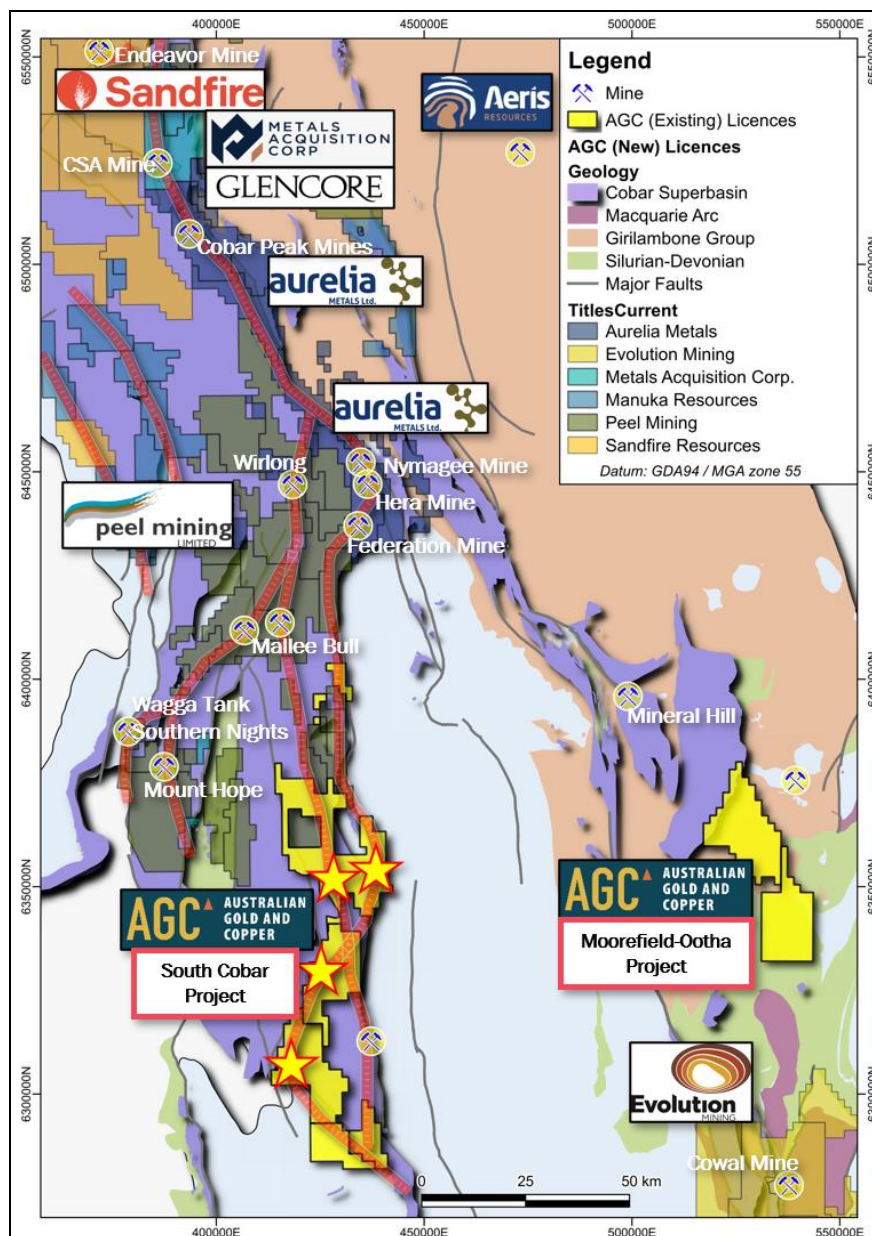 400000E
450000E
500000E
550000E
6550000N
6550000N
Endeavor Mine
Sandfire
METALS
ACQUISITION
CORP
GLENCORE
CSA Mine
Cobar Peak Mines
Aeris
RESOURCES
Legend
Mine
AGC (Existing) Licences
AGC (New) Licences
Geology
Cobar Superbasin
Macquarie Arc
Girilambone Group
Silurian-Devonian
Major Faults
TitlesCurrent
Aurelia Metals
Evolution Mining
Metals Acquisition Corp.
Manuka Resources
Peel Mining
Sandfire Resources
Datum: GDA94 / MGA zone 55
6500000N
6500000N
aurelia
METALS Ltd.
aurelia
METALS Ltd.
Wirlong
Nymagee Mine
6450000N
6450000N
Hera Mine
peel mining
LIMITED
Federation Mine
Mallee Bull
6400000N
6400000N
Wagga Tank
Southern Nights
Mineral Hill
Mount Hope
6350000N
6350000N
AGC
AUSTRALIAN
GOLD AND
COPPER
South Cobar
Project
AGC
AUSTRALIAN
GOLD AND
COPPER
Moorefield-Ootha
Project
6300000N
6300000N
Evolution
MINING
Cowal Mine
0
25
50 km
400000E
450000E
500000E
550000E